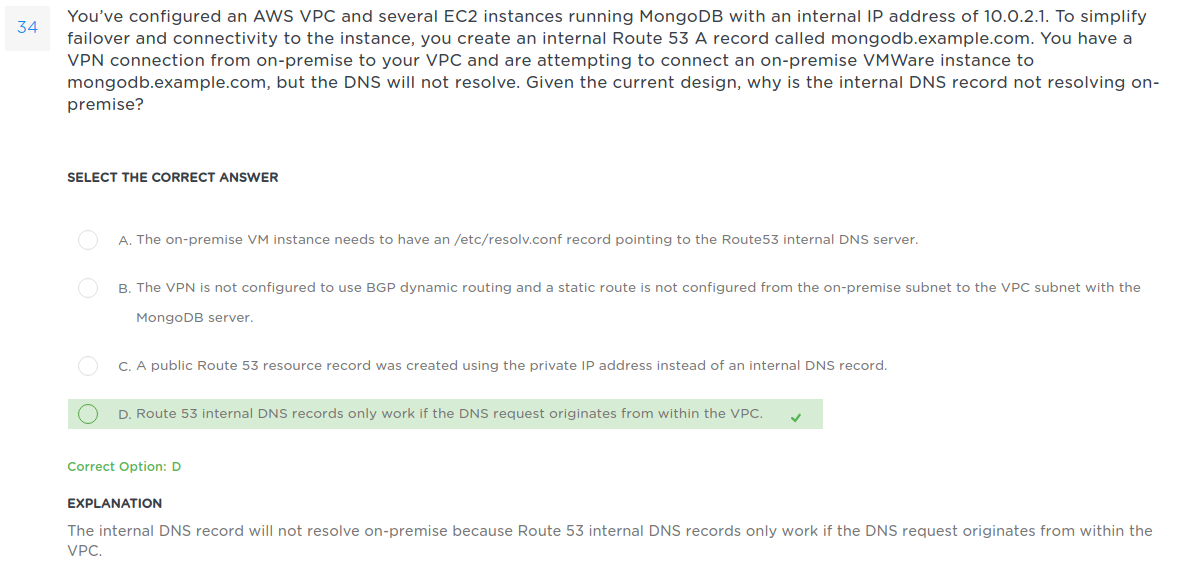 34
You’ve configured an AWS VPC and several EC2 instances running MongoDB with an internal IP address of 10.0.2.1. To simplify
failover and connectivity to the instance, you create an internal Route 53 A record called mongodb.example.com. You have a
VPN connection from on-premise to your VPC and are attempting to connect an on-premise VMWare instance to
mongodb.example.com, but the DNS will not resolve. Given the current design, why is the internal DNS record not resolving on-
premise?
SELECT THE CORRECT ANSWER
A. The on-premise VM instance needs to have an /etc/resolv.conf record pointing to the Route53 internal DNS server.
B. The VPN is not configured to use BGP dynamic routing and a static route is not configured from the on-premise subnet to the VPC subnet with the
MongoDB server.
C. A public Route 53 resource record was created using the private IP address instead of an internal DNS record.
D. Route 53 internal DNS records only work if the DNS request originates from within the VPC.
Correct Option: D
EXPLANATION
The internal DNS record will not resolve on-premise because Route 53 internal DNS records only work if the DNS request originates from within the
VPC.